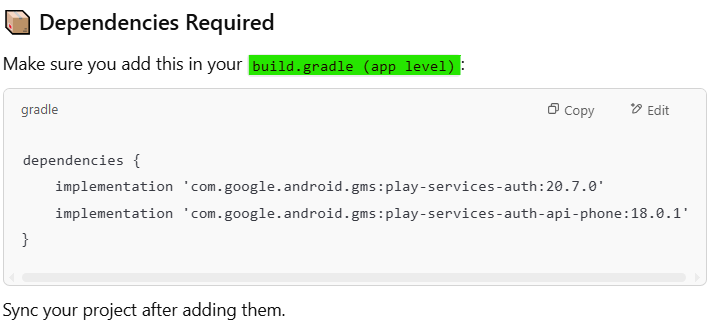 Dependencies Required
Make sure you add this in your build.gradle (app level):
gradle
Copy
Edit
dependencies {
    implementation 'com.google.android.gms:play-services-auth:20.7.0'
    implementation 'com.google.android.gms:play-services-auth-api-phone:18.0.1'
}
Sync your project after adding them.